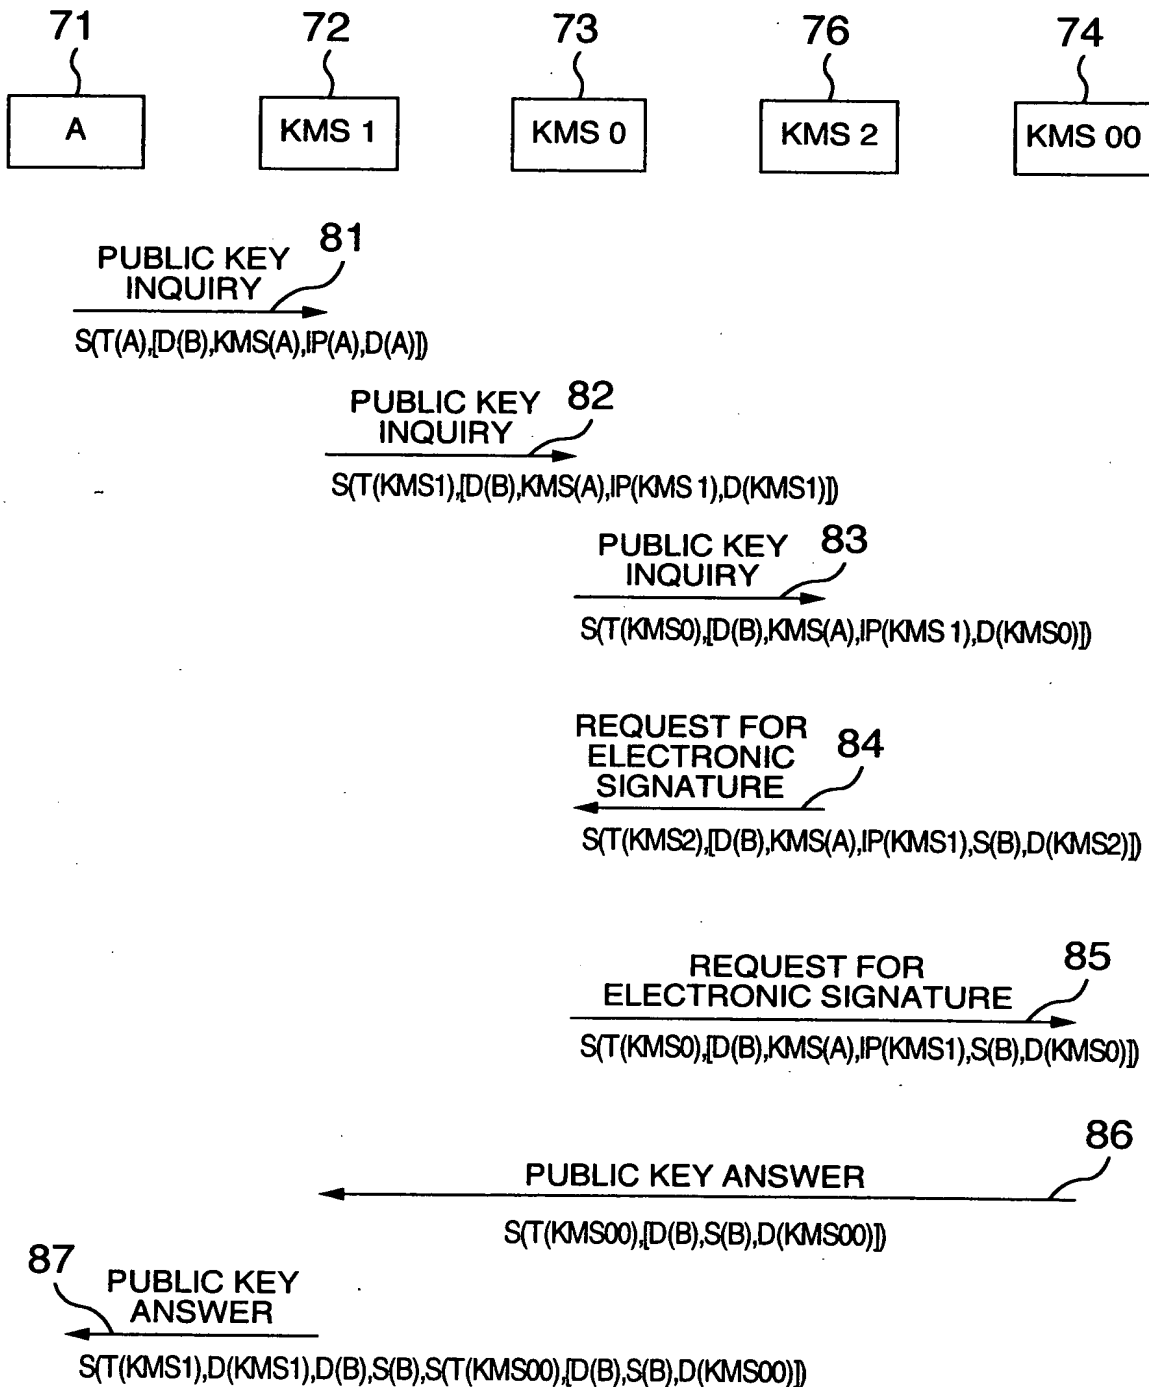 71 72 73 76 74
A KMS 1 KMS 0 KMS 2 KMS 00
81
PUBLIC KEY
INQUIRY
S(T(A),[D(B),KMS(A),IP(A),D(A)])
82
PUBLIC KEY
INQUIRY
S(T(KMS1),[D(B),KMS(A),IP(KMS 1),D(KMS1)])
83
PUBLIC KEY
INQUIRY
S(T(KMS0),[D(B),KMS(A),IP(KMS 1),D(KMS0)])
84
REQUEST FOR
ELECTRONIC
SIGNATURE
S(T(KMS2),[D(B),KMS(A),IP(KMS1),S(B),D(KMS2)])
85
REQUEST FOR
ELECTRONIC SIGNATURE
S(T(KMS0),[D(B),KMS(A),IP(KMS1),S(B),D(KMS0)])
86
PUBLIC KEY ANSWER
S(T(KMS00),[D(B),S(B),D(KMS00)])
87
PUBLIC KEY
ANSWER
S(T(KMS1),D(KMS1),D(B),S(B),S(T(KMS00),[D(B),S(B),D(KMS00)])